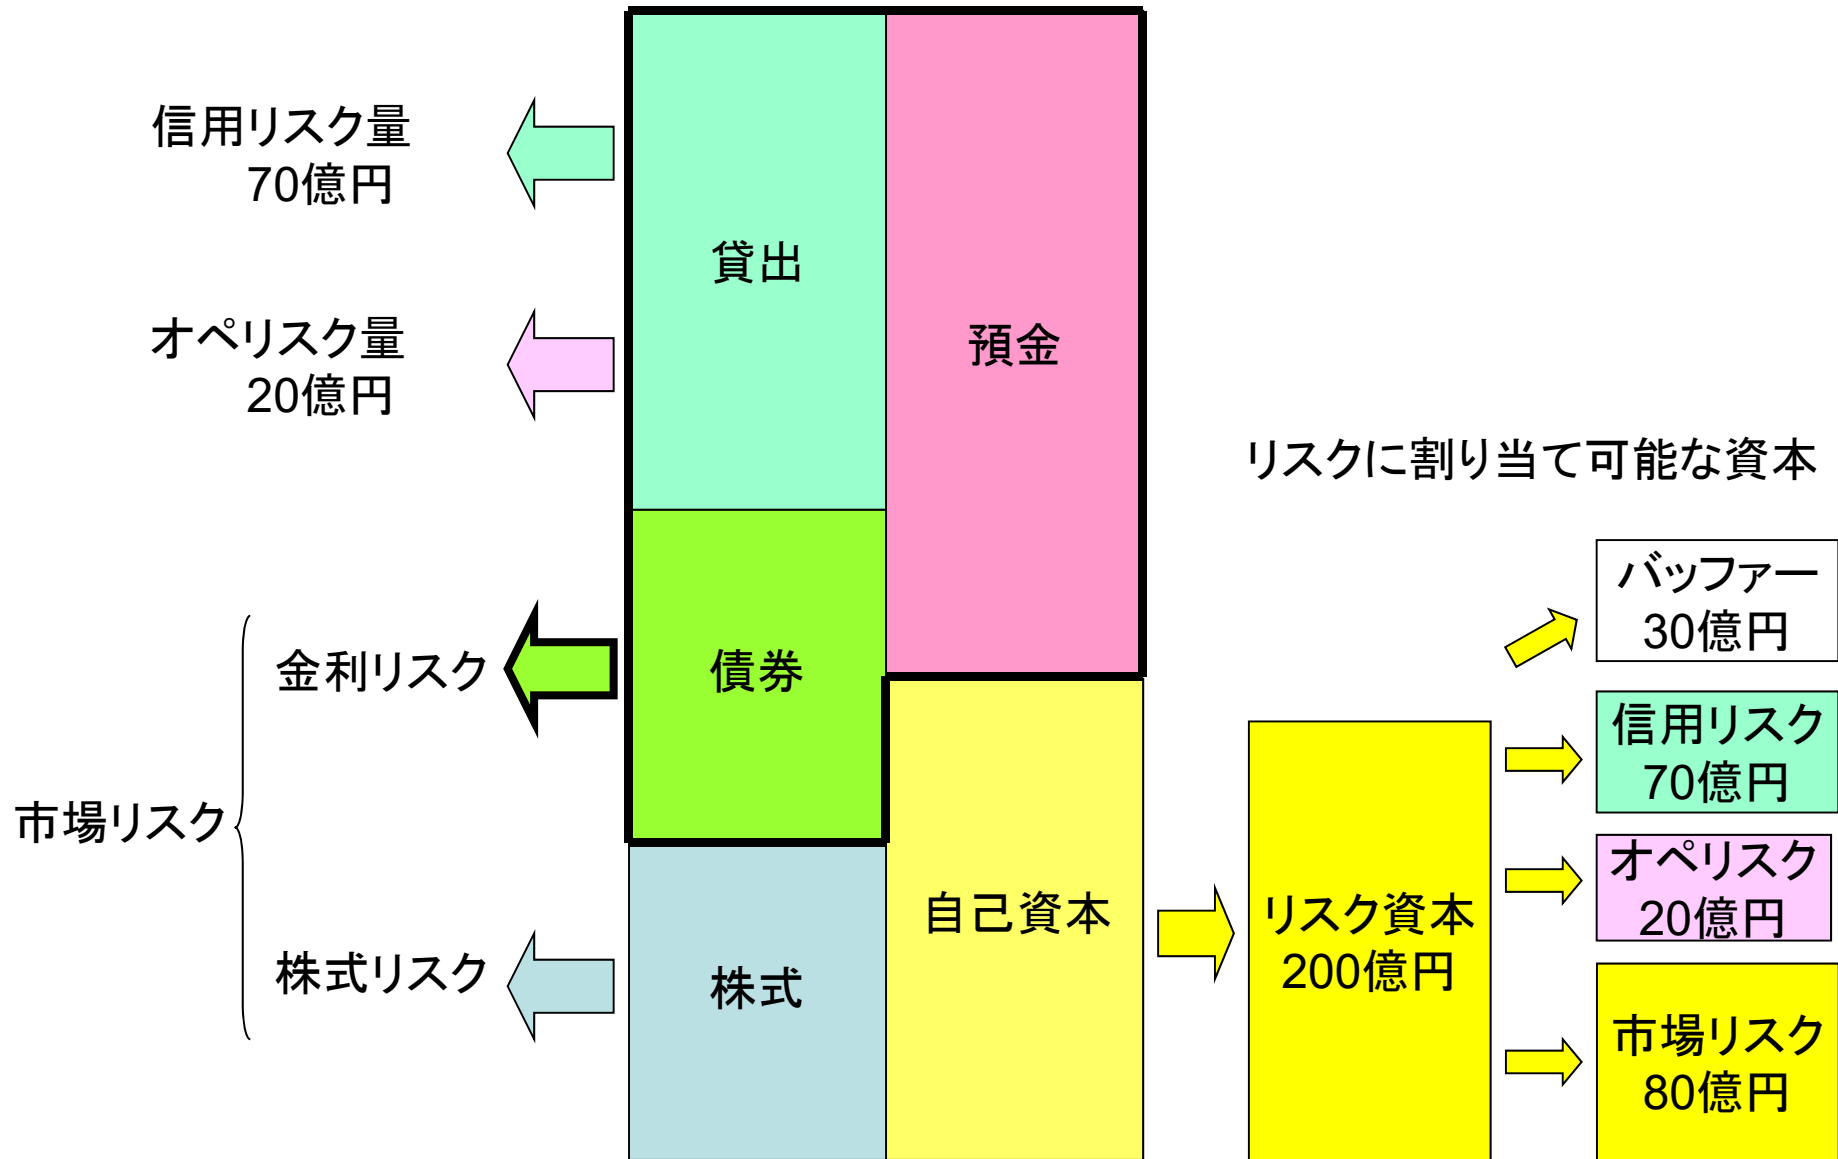 信用リスク量
70億円
オペリスク量
20億円
市場リスク
金利リスク
株式リスク
貸出
債券
株式
預金
自己資本
リスクに割り当て可能な資本
リスク資本
200億円
バッファー
30億円
信用リスク
70億円
オペリスク
20億円
市場リスク
80億円